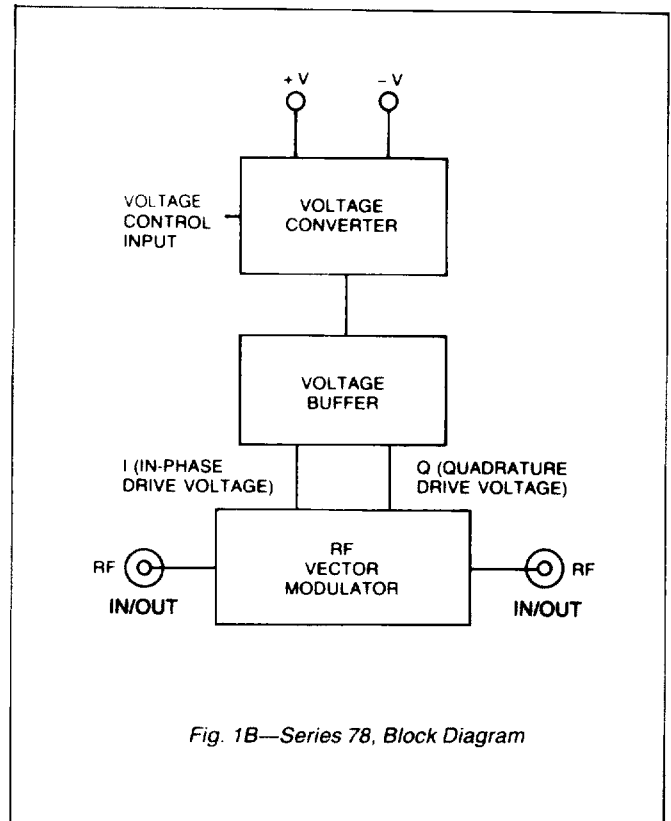 + V
– V
VOLTAGE
CONTROL
INPUT
VOLTAGE
CONVERTER
VOLTAGE
BUFFER
I (IN-PHASE
DRIVE VOLTAGE)
Q (QUADRATURE
DRIVE VOLTAGE)
RF
VECTOR
MODULATOR
RF
IN/OUT
RF
IN/OUT
Fig. 1B—Series 78, Block Diagram